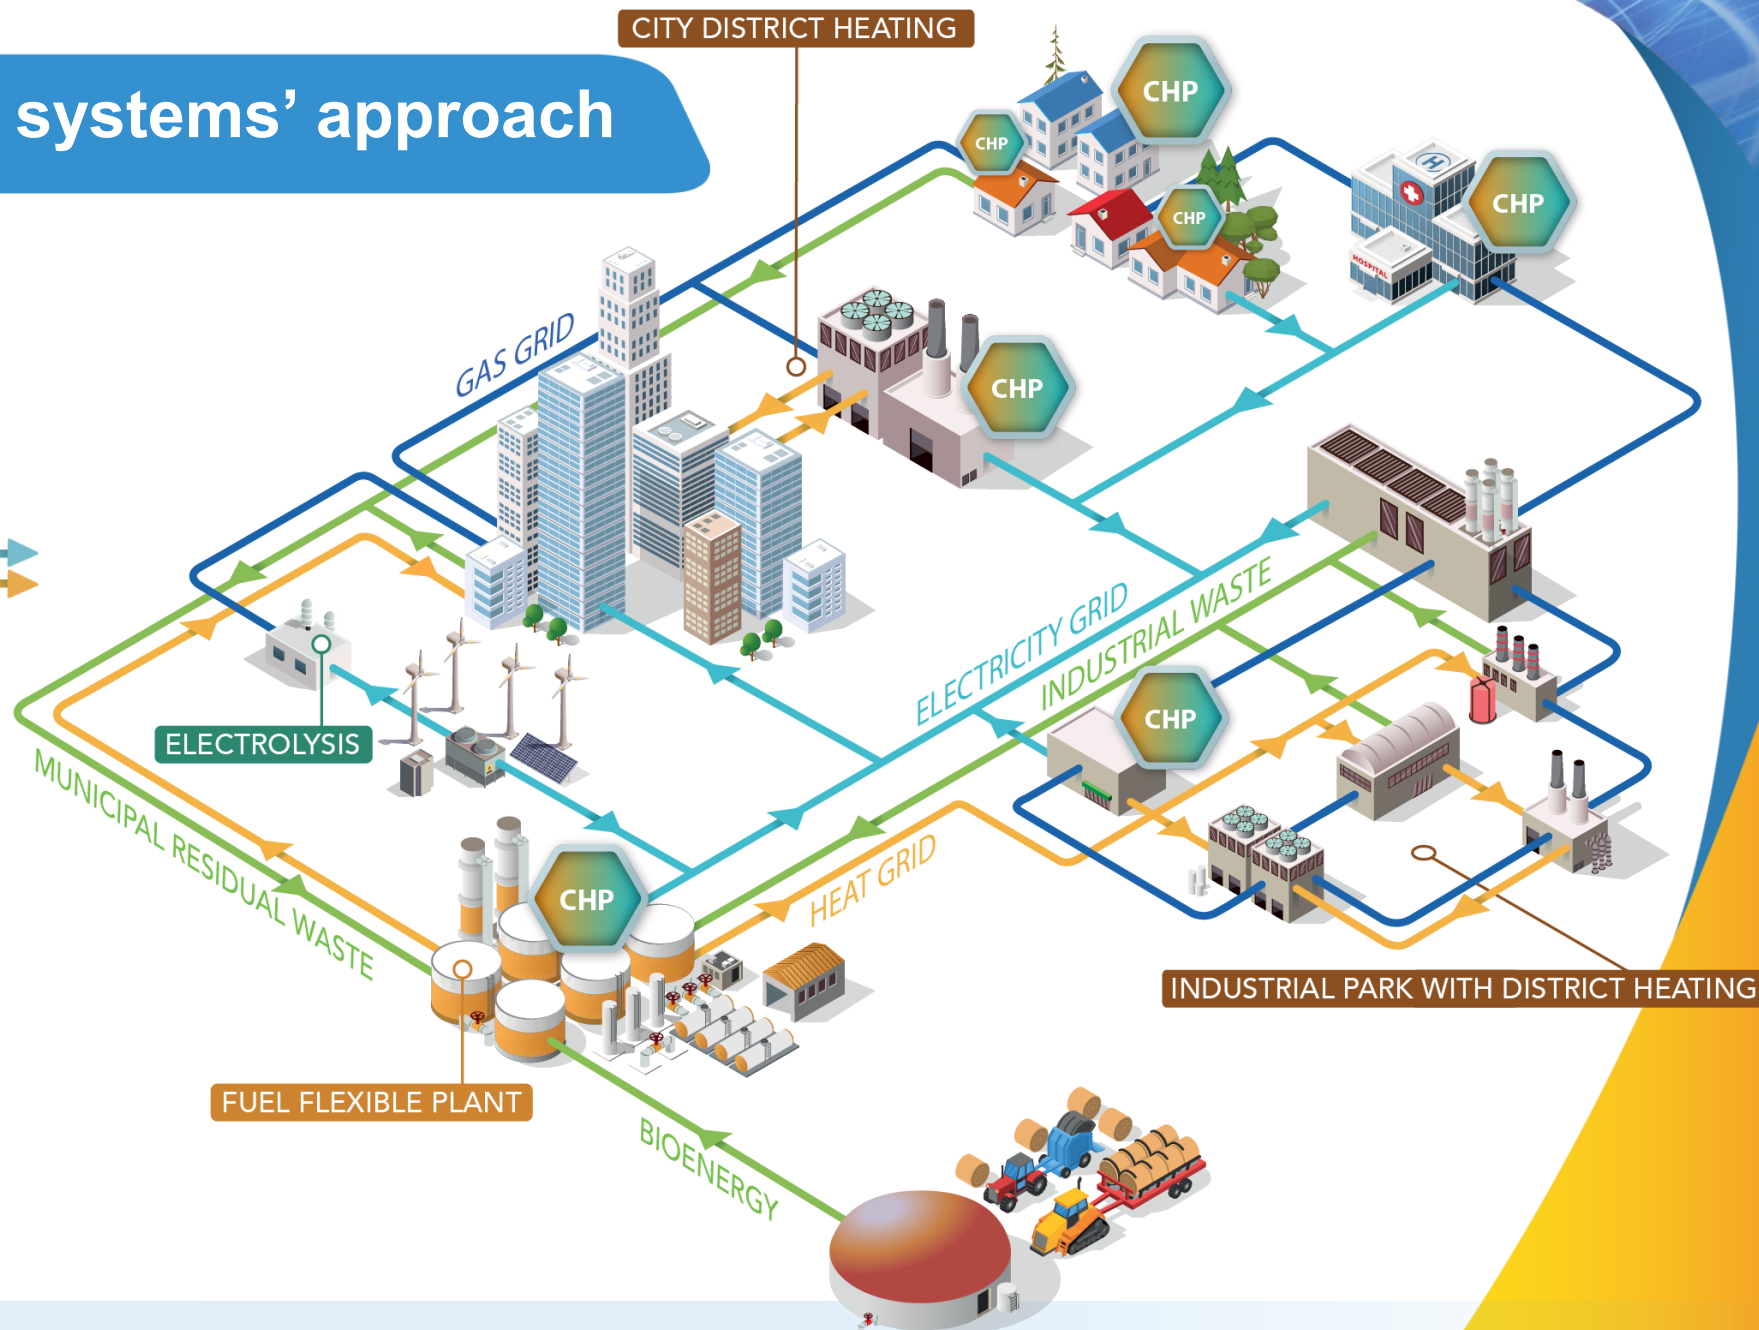 CITY DISTRICT HEATING
systems’ approach
CHP
CHP
CHP
CHP
H
HOSPITAL
GAS GRID
CHP
ELECTRICITY GRID
INDUSTRIAL WASTE
CHP
ELECTROLYSIS
MUNICIPAL RESIDUAL WASTE
HEAT GRID
CHP
INDUSTRIAL PARK WITH DISTRICT HEATING
FUEL FLEXIBLE PLANT
BIOENERGY